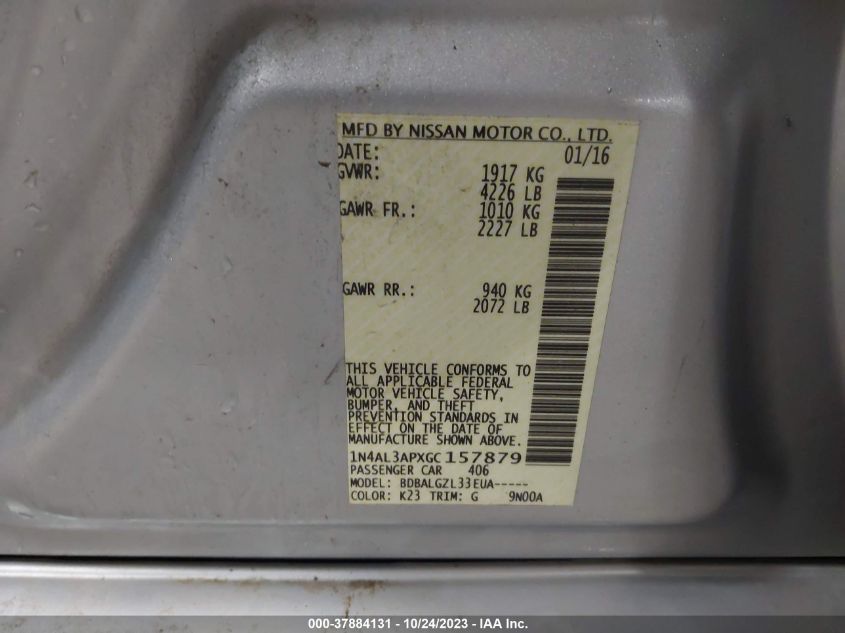 MFD BY NISSAN MOTOR CO., LTD.
DATE: 01/16
GVWR: 1917 KG
4226 LB
GAWR FR.: 1010 KG
2227 LB
GAWR RR.: 940 KG
2072 LB
THIS VEHICLE CONFORMS TO
ALL APPLICABLE FEDERAL
MOTOR VEHICLE SAFETY,
BUMPER, AND THEFT
PREVENTION STANDARDS IN
EFFECT ON THE DATE OF
MANUFACTURE SHOWN ABOVE.
1N4AL3APXGC157879
PASSENGER CAR 406
MODEL: BDBALGZL33EUA-----
COLOR: K23 TRIM: G 9N00A
000-37884131 - 10/24/2023 - IAA Inc.